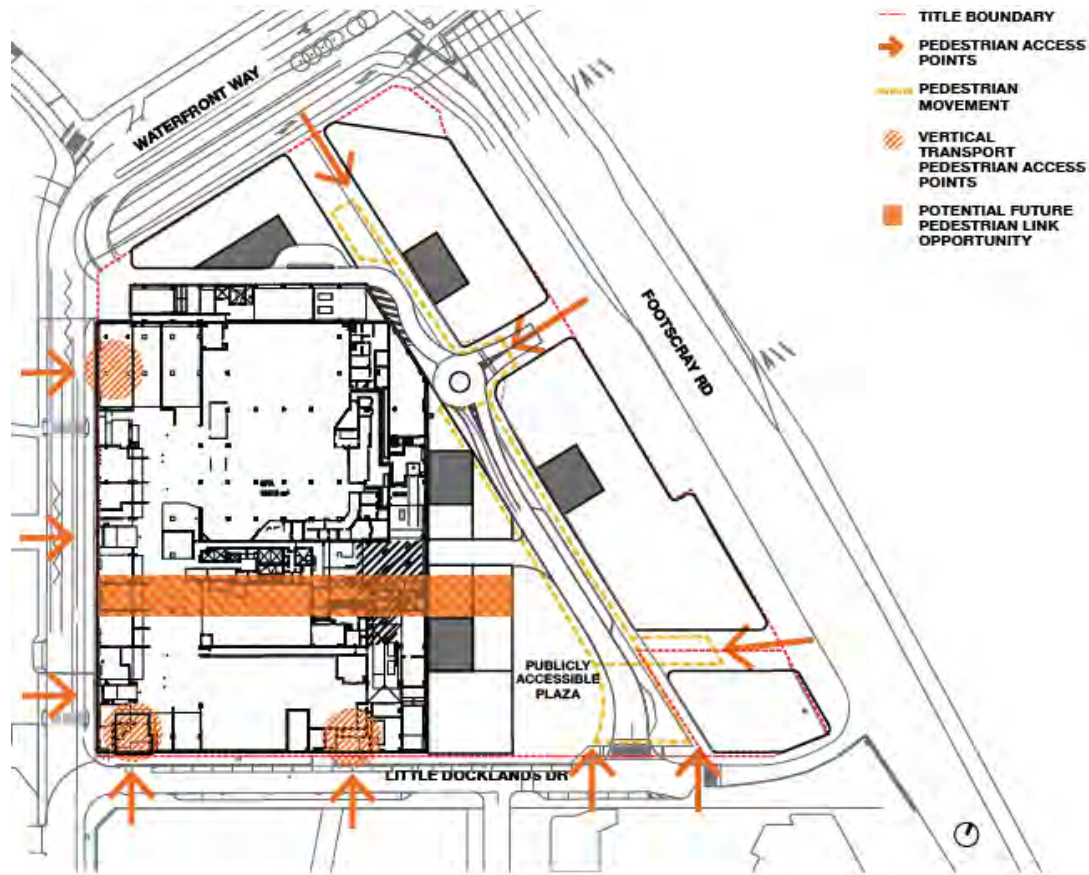 TITLE BOUNDARY
PEDESTRIAN ACCESS
POINTS
PEDESTRIAN
MOVEMENT
VERTICAL
TRANSPORT
PEDESTRIAN ACCESS
POINTS
POTENTIAL FUTURE
PEDESTRIAN LINK
OPPORTUNITY
WATERFRONT WAY
FOOTSCRAY RD
PUBLICLY
ACCESSIBLE
PLAZA
LITTLE DOCKLANDS DR